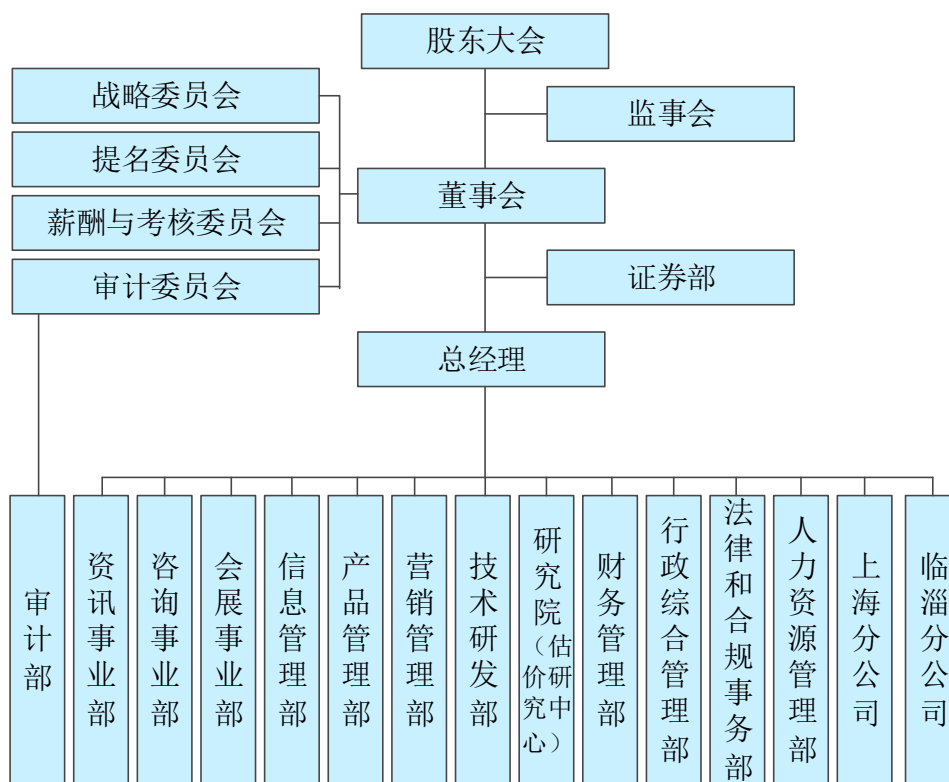 股东大会
战略委员会
监事会
提名委员会
董事会
薪酬与考核委员会
证券部
审计委员会
总经理
审计部
资讯事业部
咨询事业部
会展事业部
信息管理部
产品管理部
营销管理部
技术研发部
研究院（估价研究中心）
财务管理部
行政综合管理部
法律和合规事务部
人力资源管理部
上海分公司
临淄分公司